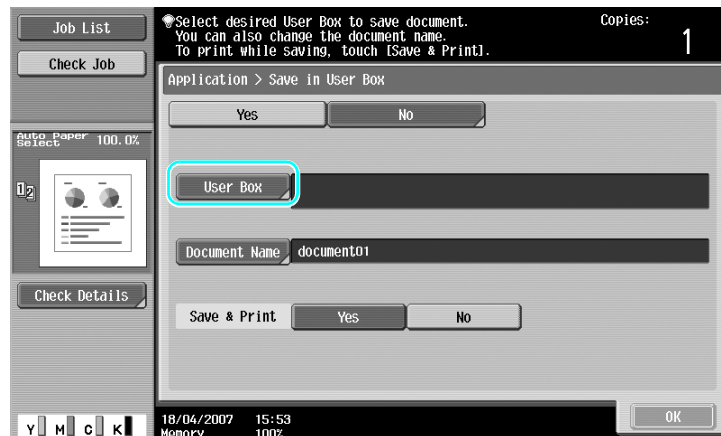 Job List
Check Job
Select desired User Box to save document.
You can also change the document name.
To print while saving, touch [Save & Print].
Copies:
1
Application > Save in User Box
Yes
No
Auto Paper Select 100.0%
12
User Box
Document Name
document01
Check Details
Save & Print
Yes
No
OK
Y M C K
18/04/2007 15:53
Memory 100%